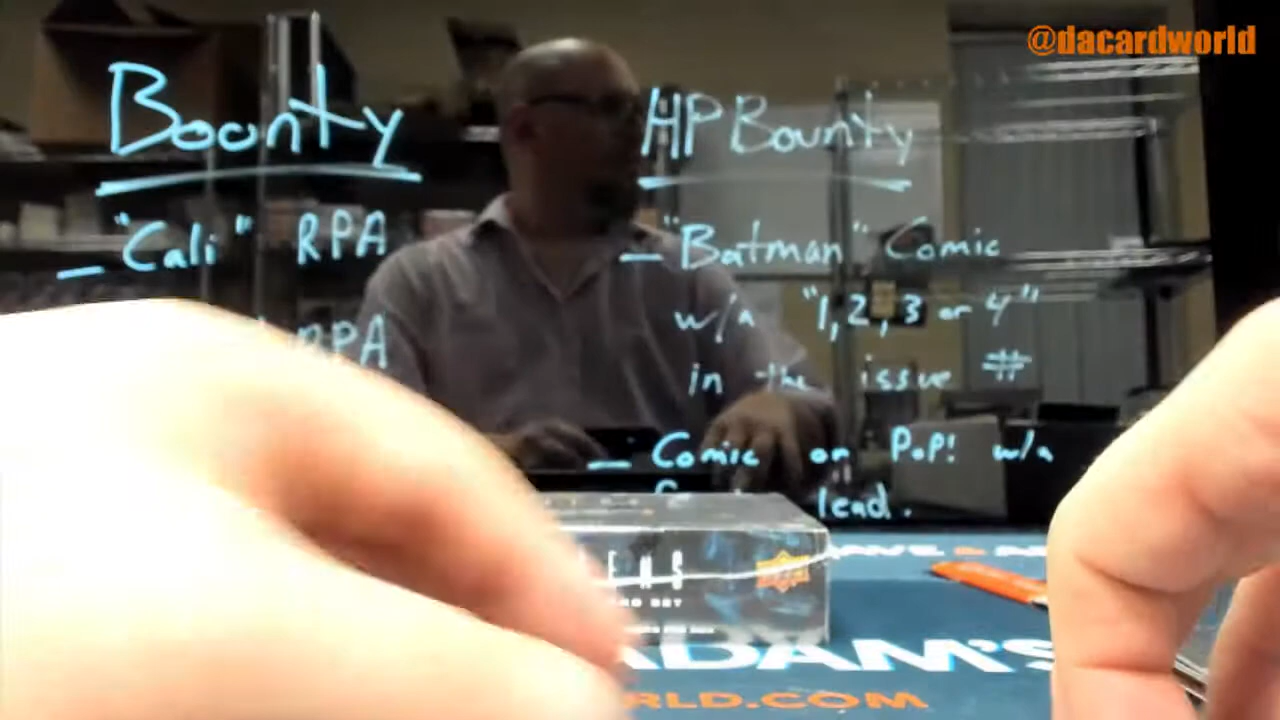 @dacardworld
Bounty
HP Bounty
– "Cali" RPA
RPA
– "Batman" Comic
w/a "1, 2, 3 or 4"
in the issue #
– Comic or PoP! w/a
lead.
ADAM'S
RLD.COM